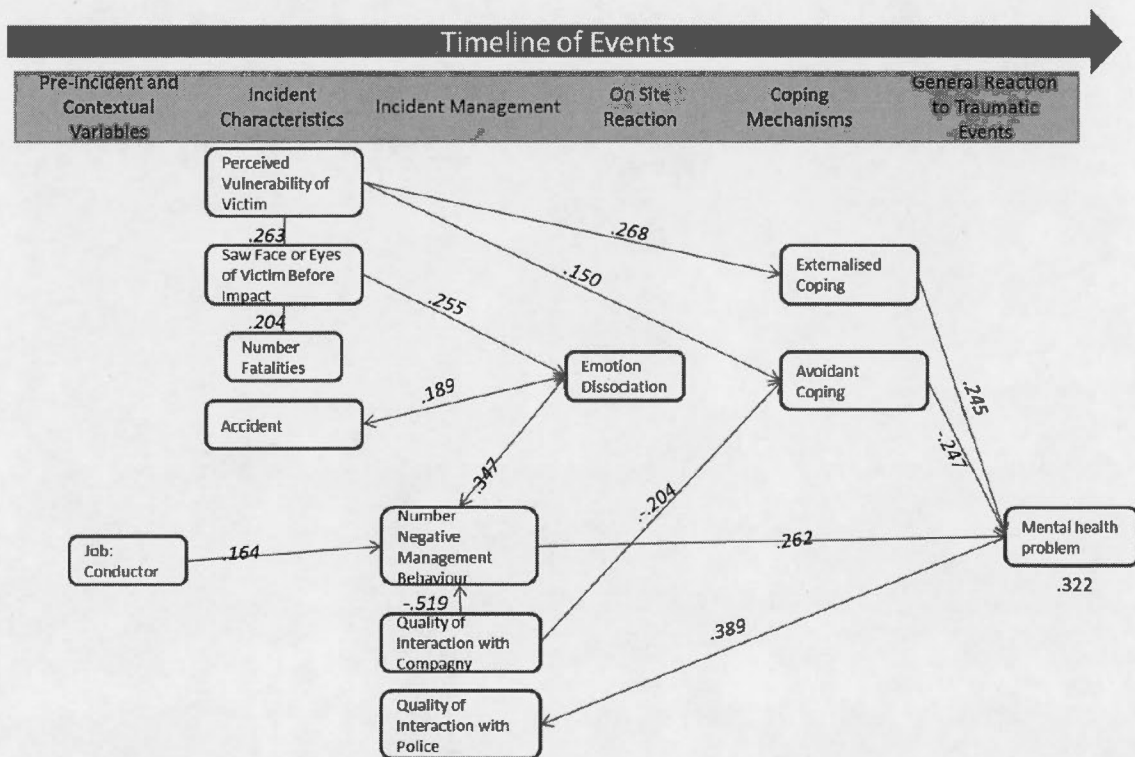 Timeline of Events
Pre-Incident and
Contextual
Variables
Incident
Characteristics
Incident Management
On Site
Reaction
Coping
Mechanisms
General Reaction
to Traumatic
Events
Perceived
Vulnerability of
Victim
.263
.268
.150
Saw Face or Eyes
of Victim Before
Impact
Externalised
Coping
.204
.255
Number
Fatalities
Emotion
Dissociation
Avoidant
Coping
.189
Accident
.245
-.247
.347
.-.204
Number
Negative
Management
Behaviour
Mental health
problem
Job:
Conductor
.164
.262
.322
-.519
Quality of
Interaction with
Compagny
.389
Quality of
Interaction with
Police